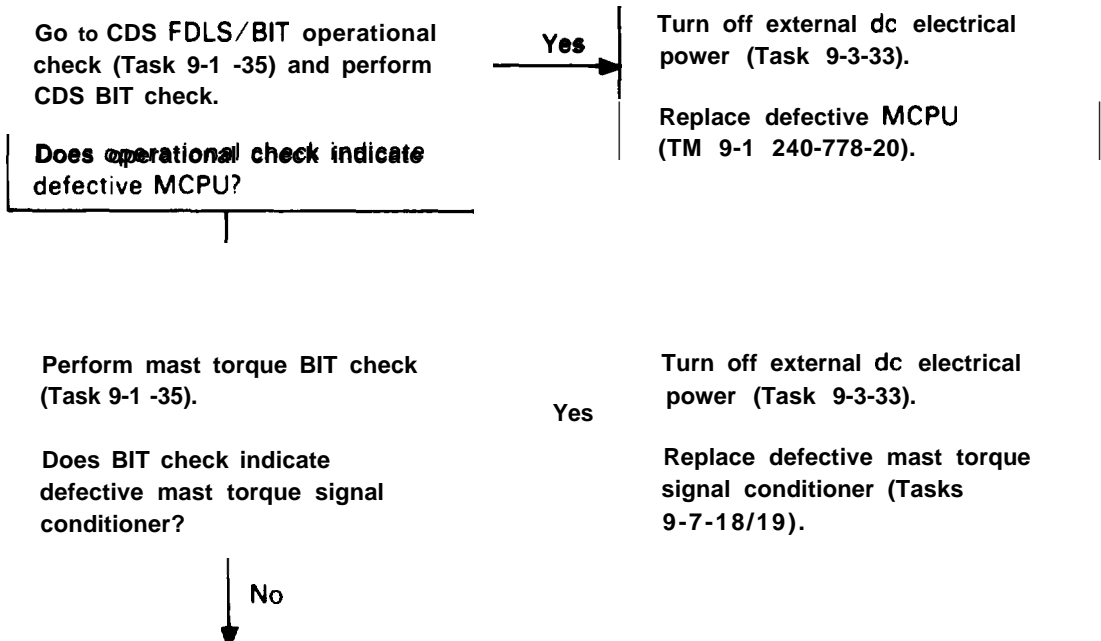 Go to CDS FDLS/BIT operational
check (Task 9-1 -35) and perform
CDS BIT check.
Does operational check indicate
defective MCPU?
Yes
Turn off external dc electrical
power (Task 9-3-33).
Replace defective MCPU
(TM 9-1 240-778-20).
Perform mast torque BIT check
(Task 9-1 -35).
Does BIT check indicate
defective mast torque signal
conditioner?
Yes
Turn off external dc electrical
power (Task 9-3-33).
Replace defective mast torque
signal conditioner (Tasks
9-7-18/19).
No